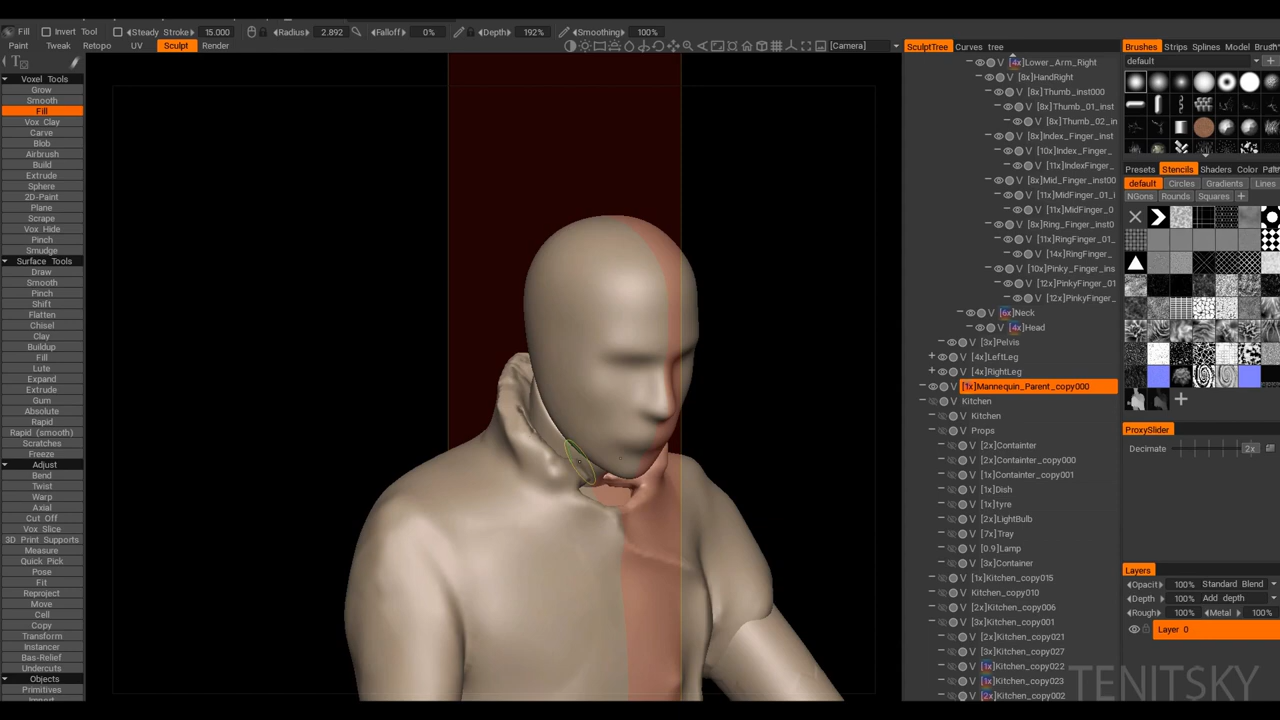 Fill Invert Tool Steady Stroke 15.000 Radius 2.892 Falloff 0% Depth 192% Smoothing 100%
Paint Tweak Retopo UV Sculpt Render [Camera]
Voxel Tools
Grow
Smooth
Fill
Vox Clay
Carve
Blob
Airbrush
Build
Extrude
Sphere
2D-Paint
Plane
Scrape
Vox Hide
Pinch
Smudge
Surface Tools
Draw
Smooth
Pinch
Shift
Flatten
Chisel
Clay
Buildup
Fill
Lute
Expand
Extrude
Gum
Absolute
Rapid
Rapid (smooth)
Scratches
Freeze
Adjust
Bend
Twist
Warp
Axial
Cut Off
Vox Slice
3D Print Supports
Measure
Quick Pick
Pose
Fit
Reproject
Move
Cell
Copy
Transform
Instancer
Bas-Relief
Undercuts
Objects
Primitives
SculptTree Curves tree
V [4x]Lower_Arm_Right
V [8x]HandRight
V [8x]Thumb_inst000
V [8x]Thumb_01_inst
V [8x]Thumb_02_in
V [8x]Index_Finger_inst
V [10x]Index_Finger_
V [11x]IndexFinger_
V [8x]Mid_Finger_inst00
V [11x]MidFinger_01_i
V [11x]MidFinger_0
V [8x]Ring_Finger_inst0
V [11x]RingFinger_01_
V [14x]RingFinger_
V [10x]Pinky_Finger_ins
V [12x]PinkyFinger_01
V [12x]PinkyFinger_
V [6x]Neck
V [4x]Head
V [3x]Pelvis
V [4x]LeftLeg
V [4x]RightLeg
V [1x]Mannequin_Parent_copy000
V Kitchen
V Kitchen
V Props
V [2x]Containter
V [2x]Containter_copy000
V [1x]Containter_copy001
V [1x]Dish
V [1x]tyre
V [2x]LightBulb
V [7x]Tray
V [0.9]Lamp
V [3x]Container
V [1x]Kitchen_copy015
V Kitchen_copy010
V [2x]Kitchen_copy006
V [3x]Kitchen_copy001
V [2x]Kitchen_copy021
V [3x]Kitchen_copy027
V [1x]Kitchen_copy022
V [1x]Kitchen_copy023
V [2x]Kitchen_copy002
Brushes Strips Splines Model Brush
default
Presets Stencils Shaders Color
default Circles Gradients Lines
NGons Rounds Squares
ProxySlider
Decimate 2x
Layers
Opacit 100% Standard Blend
Depth 100% Add depth
Rough 100% Metal 100%
Layer 0
TENITSKY